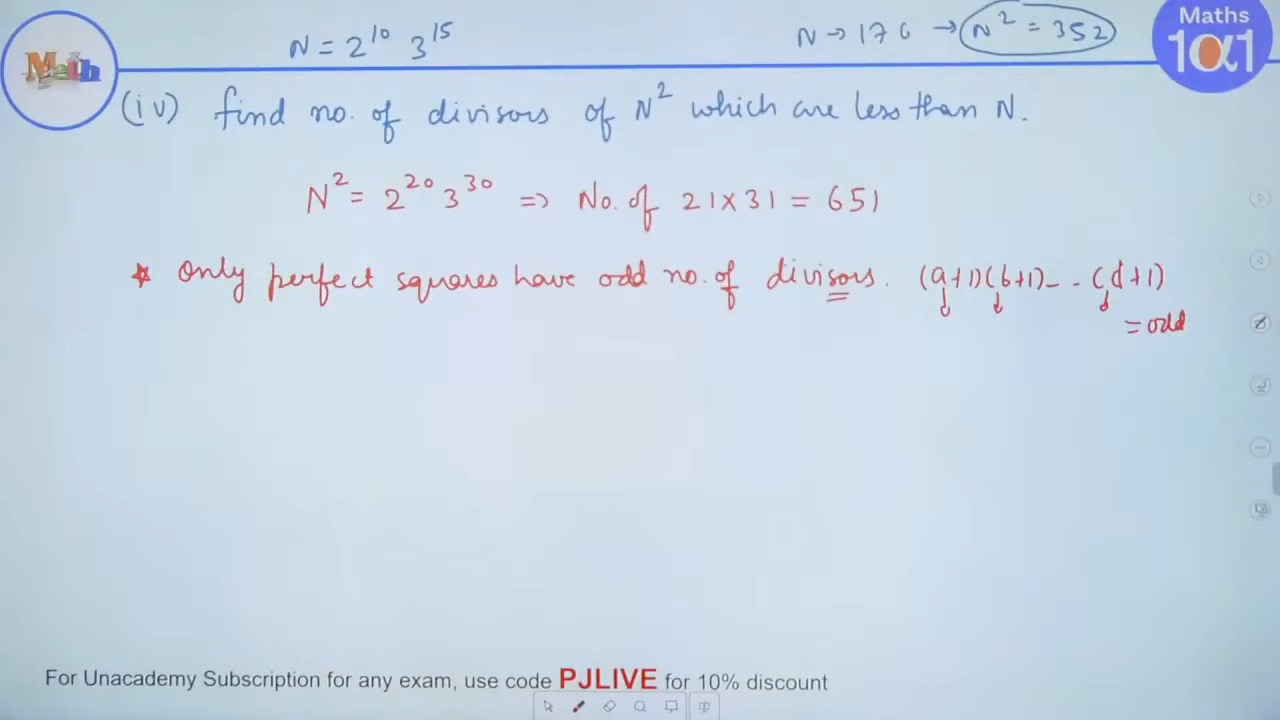 N = 2^10 3^15
N → 176 → N^2 = 352
Maths
1α1
Math
(iv) find no. of divisors of N^2 which are less than N.
N^2 = 2^20 3^30 ⇒ No. of 21 x 31 = 651
* Only perfect squares have odd no. of divisors. (a+1)(b+1)- - (d+1)
= odd
For Unacademy Subscription for any exam, use code PJLIVE for 10% discount